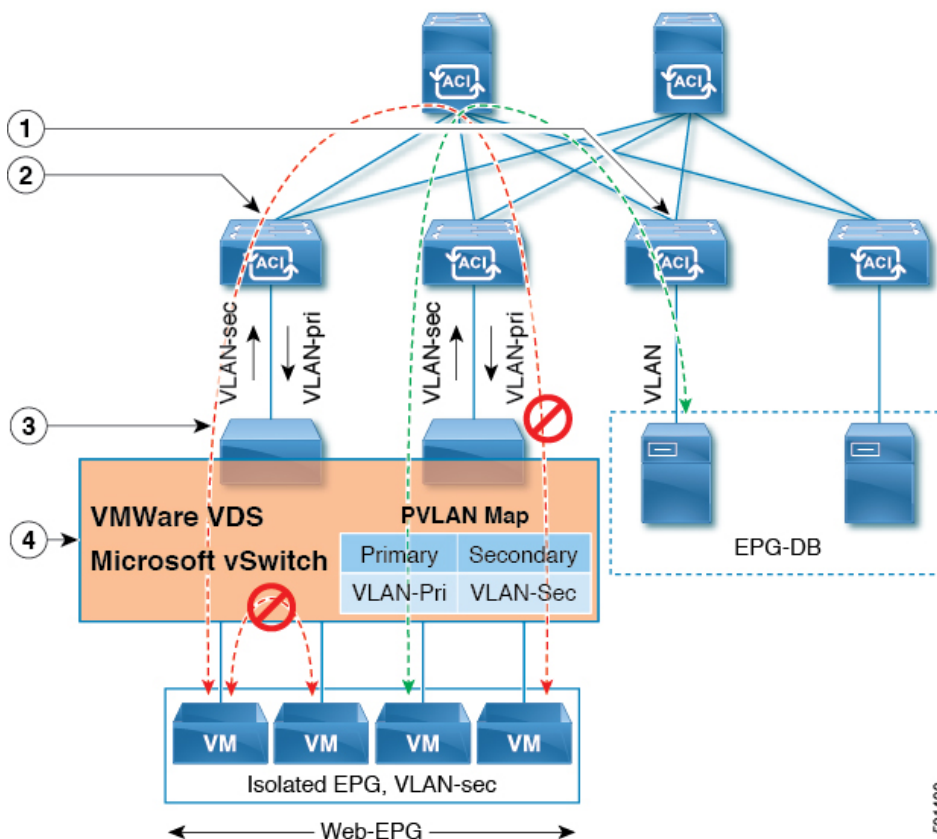 ACI
ACI
1
2
ACI
ACI
ACI
ACI
VLAN-sec
VLAN-pri
VLAN-sec
VLAN-pri
VLAN
3
4
VMWare VDS
Microsoft vSwitch
PVLAN Map
Primary Secondary
VLAN-Pri VLAN-Sec
EPG-DB
VM
VM
VM
VM
Isolated EPG, VLAN-sec
Web-EPG